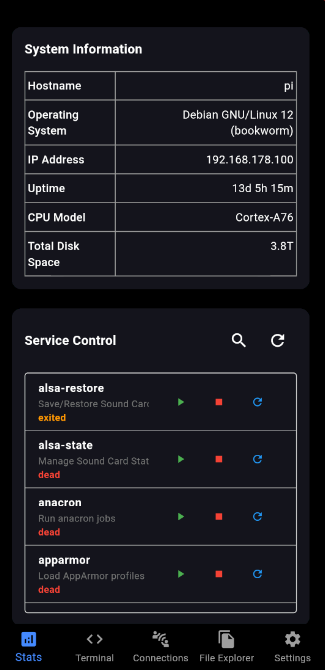 System Information
Hostname pi
Operating System Debian GNU/Linux 12 (bookworm)
IP Address 192.168.178.100
Uptime 13d 5h 15m
CPU Model Cortex-A76
Total Disk Space 3.8T
Service Control
alsa-restore
Save/Restore Sound Card
exited
alsa-state
Manage Sound Card Stat
dead
anacron
Run anacron jobs
dead
apparmor
Load AppArmor profiles
dead
Stats Terminal Connections File Explorer Settings